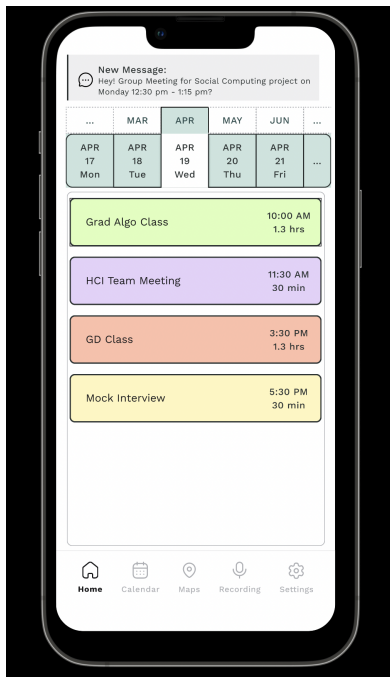 New Message:
Hey! Group Meeting for Social Computing project on
Monday 12:30 pm - 1:15 pm?
... MAR APR MAY JUN ...
APR APR APR APR APR
17 18 19 20 21 ...
Mon Tue Wed Thu Fri
Grad Algo Class 10:00 AM
1.3 hrs
HCI Team Meeting 11:30 AM
30 min
GD Class 3:30 PM
1.3 hrs
Mock Interview 5:30 PM
30 min
Home Calendar Maps Recording Settings